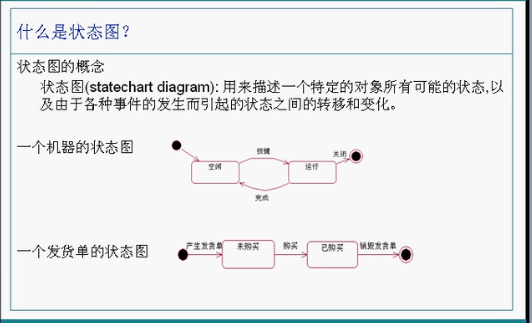 什么是状态图?
状态图的概念
状态图(statechart diagram): 用来描述一个特定的对象所有可能的状态,以
及由于各种事件的发生而引起的状态之间的转移和变化。
一个机器的状态图
按键
关闭
空闲
运行
完成
一个发货单的状态图
产生发货单
未购买
购买
已购买
销毁发货单